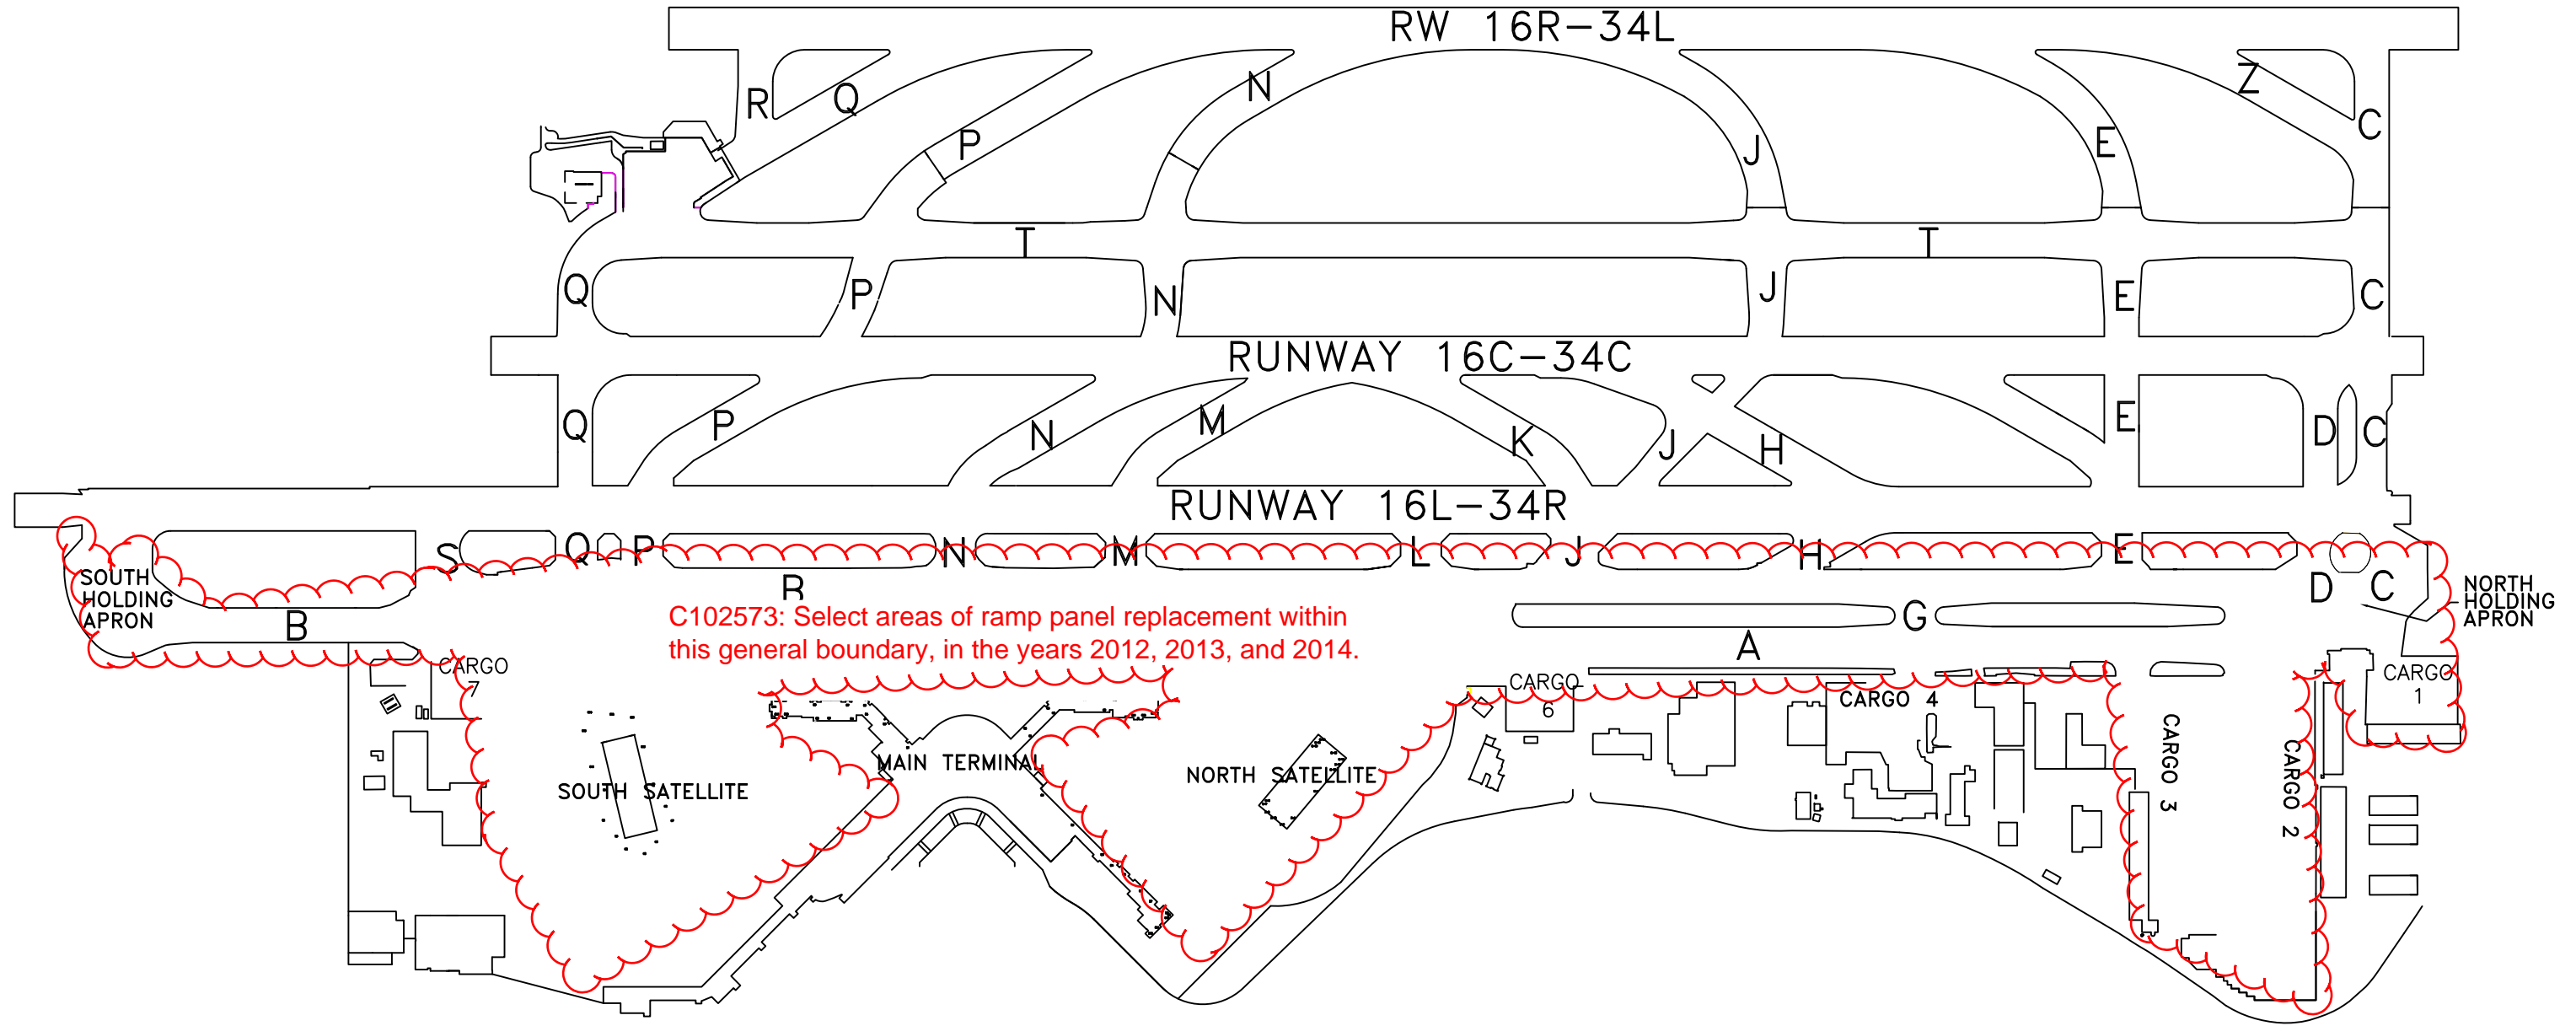 RW 16R-34L
R
Q
P
N
J
E
Z
C
T
T
Q
P
N
J
E
C
RUNWAY 16C-34C
Q
P
N
M
K
J
H
E
D
C
RUNWAY 16L-34R
S
Q
P
N
M
L
J
H
E
D
C
SOUTH
HOLDING
APRON
B
B
G
A
NORTH
HOLDING
APRON
C102573: Select areas of ramp panel replacement within
this general boundary, in the years 2012, 2013, and 2014.
CARGO
7
CARGO
6
CARGO 4
CARGO
1
CARGO 3
CARGO 2
MAIN TERMINAL
SOUTH SATELLITE
NORTH SATELLITE